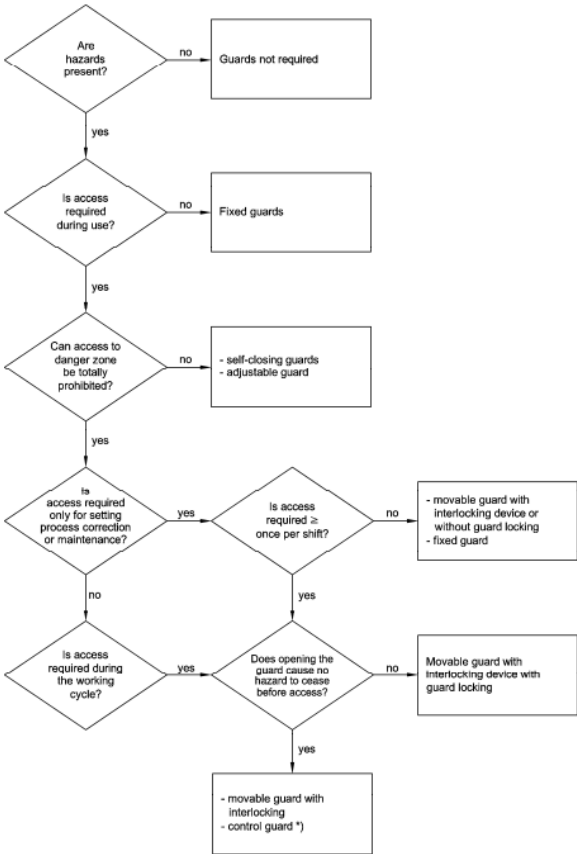 Are
hazards
present?
no
Guards not required
yes
Is access
required
during use?
no
Fixed guards
yes
Can access to
danger zone
be totally
prohibited?
no
- self-closing guards
- adjustable guard
yes
Is
access required
only for setting
process correction
or maintenance?
yes
Is access
required ≥
once per shift?
no
- movable guard with
interlocking device or
without guard locking
- fixed guard
no
yes
Is access
required during
the working
cycle?
yes
Does opening the
guard cause no
hazard to cease
before access?
no
Movable guard with
interlocking device with
guard locking
yes
- movable guard with
interlocking
- control guard *)